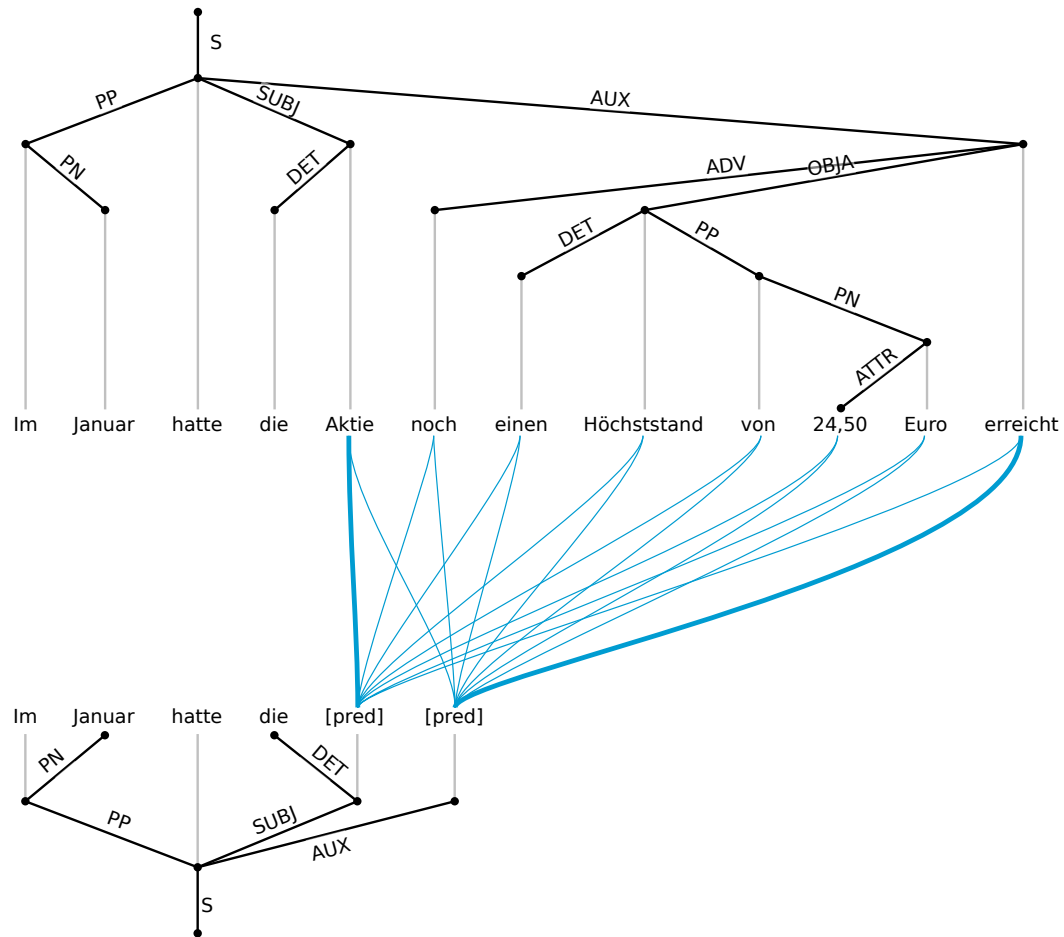 S
PP
SUBJ
AUX
PN
DET
ADV
OBJA
DET
PP
PN
ATTR
Im Januar hatte die Aktie noch einen Höchststand von 24,50 Euro erreicht
Im Januar hatte die [pred] [pred]
PN
DET
PP
SUBJ
AUX
S